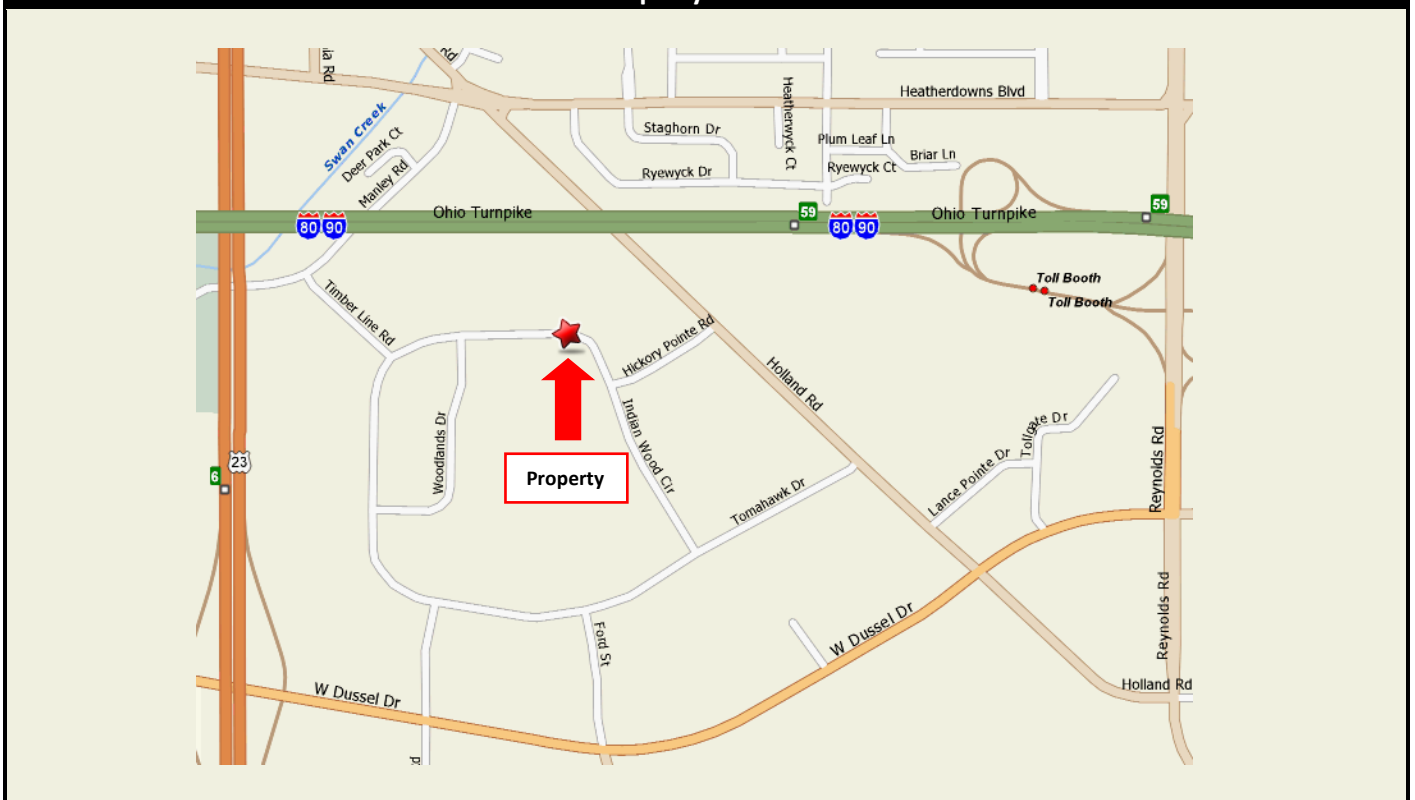 ia Rd
Rd
Heatherdowns Blvd
Swan Creek
Deer Park Ct
Manley Rd
Staghorn Dr
Heatherwyck Ct
Plum Leaf Ln
Briar Ln
Ryewyck Dr
Ryewyck Ct
80
90
Ohio Turnpike
59
80
90
Ohio Turnpike
59
Toll Booth
Toll Booth
Timber Line Rd
Hickory Pointe Rd
Holland Rd
Indian Wood Cir
Woodlands Dr
Property
23
6
Tomahawk Dr
Lance Pointe Dr
Tollgate Dr
Reynolds Rd
Reynolds Rd
W Dussel Dr
Ford St
W Dussel Dr
Holland Rd